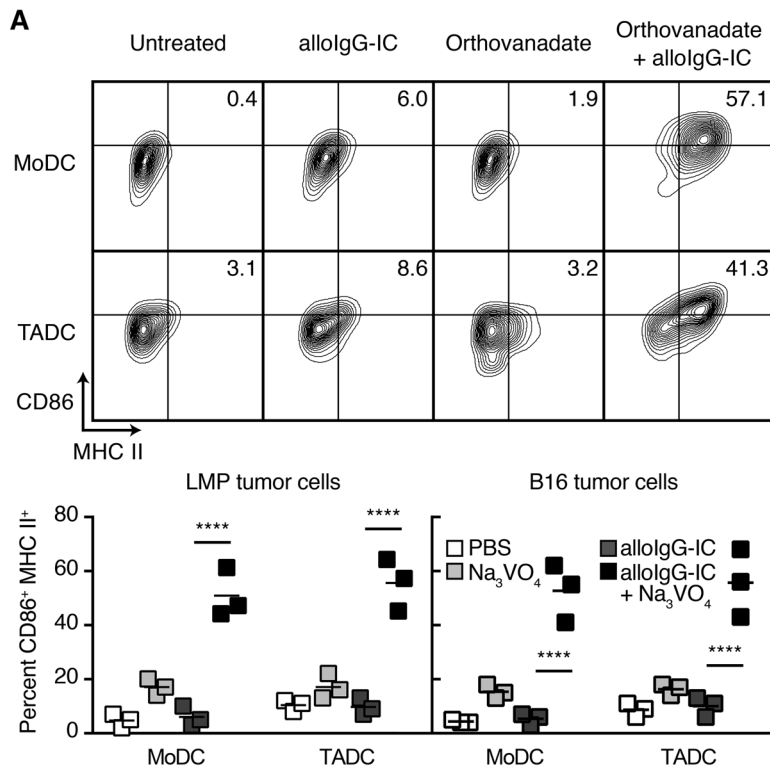 A
Untreated
alloIgG-IC
Orthovanadate
Orthovanadate
+ alloIgG-IC
MoDC
0.4
6.0
1.9
57.1
TADC
3.1
8.6
3.2
41.3
CD86
MHC II
LMP tumor cells
B16 tumor cells
Percent CD86⁺ MHC II⁺
80
60
40
20
0
****
****
****
****
PBS
Na₃VO₄
alloIgG-IC
alloIgG-IC
+ Na₃VO₄
MoDC
TADC
MoDC
TADC